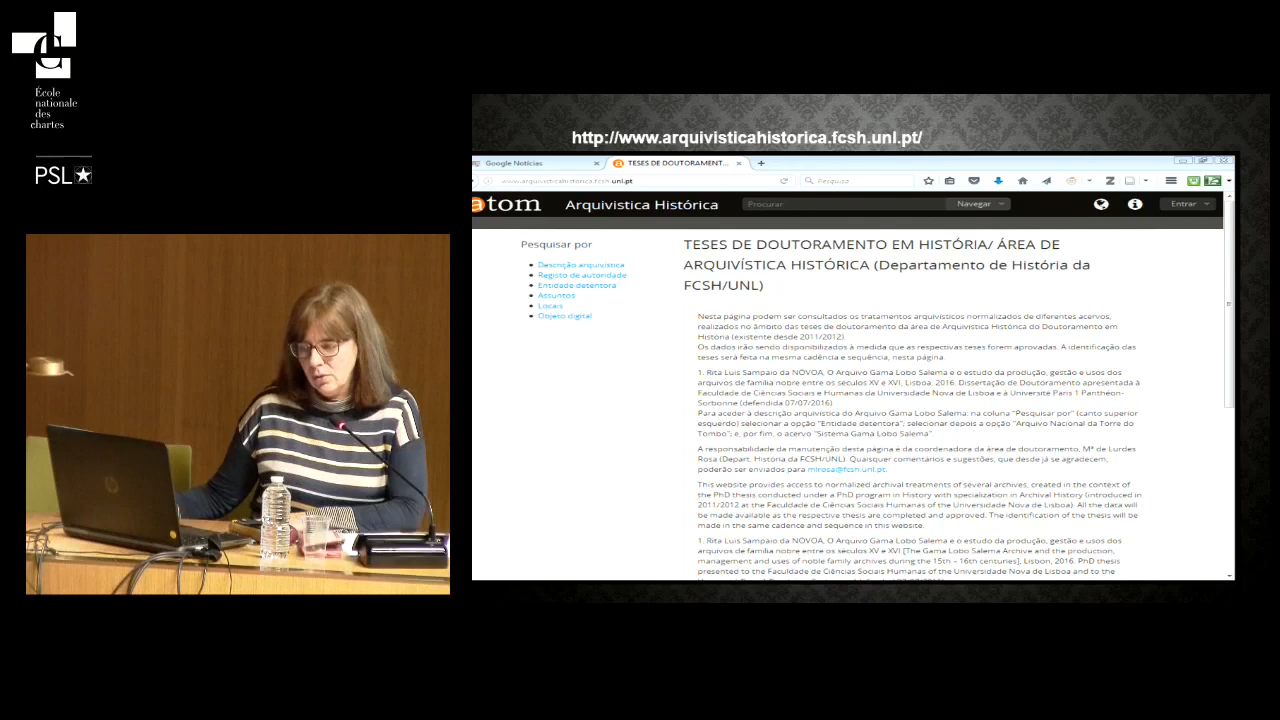 École
nationale
des
chartes
PSL
http://www.arquivisticahistorica.fcsh.unl.pt/
Google Notícias
TESES DE DOUTORAMENT...
www.arquivisticahistorica.fcsh.unl.pt
Pesquisa
atom
Arquivistica Histórica
Procurar
Navegar
Entrar
Pesquisar por
Descrição arquivística
Registo de autoridade
Entidade detentora
Assuntos
Locais
Objeto digital
TESES DE DOUTORAMENTO EM HISTÓRIA/ ÁREA DE
ARQUIVÍSTICA HISTÓRICA (Departamento de História da
FCSH/UNL)
Nesta página podem ser consultados os tratamentos arquivísticos normalizados de diferentes acervos,
realizados no âmbito das teses de doutoramento da área de Arquivística Histórica do Doutoramento em
História (existente desde 2011/2012).
Os dados irão sendo disponibilizados à medida que as respectivas teses forem aprovadas. A identificação das
teses será feita na mesma cadência e sequência, nesta página.
1. Rita Luís Sampaio da NÓVOA, O Arquivo Gama Lobo Salema e o estudo da produção, gestão e usos dos
arquivos de família nobre entre os séculos XV e XVI, Lisboa, 2016. Dissertação de Doutoramento apresentada à
Faculdade de Ciências Sociais e Humanas da Universidade Nova de Lisboa e à Université Paris 1 Panthéon-
Sorbonne (defendida 07/07/2016)
Para aceder à descrição arquivística do Arquivo Gama Lobo Salema: na coluna "Pesquisar por" (canto superior
esquerdo) selecionar a opção "Entidade detentora"; selecionar depois a opção "Arquivo Nacional da Torre do
Tombo"; e, por fim, o acervo "Sistema Gama Lobo Salema".
A responsabilidade da manutenção desta página é da coordenadora da área de doutoramento, Mª de Lurdes
Rosa (Depart. História da FCSH/UNL). Quaisquer comentários e sugestões, que desde já se agradecem,
poderão ser enviados para mlrosa@fcsh.unl.pt.
This website provides access to normalized archival treatments of several archives, created in the context of
the PhD thesis conducted under a PhD program in History with specialization in Archival History (introduced in
2011/2012 at the Faculdade de Ciências Sociais Humanas of the Universidade Nova de Lisboa). All the data will
be made available as the respective thesis are completed and approved. The identification of the thesis will be
made in the same cadence and sequence in this website.
1. Rita Luís Sampaio da NÓVOA, O Arquivo Gama Lobo Salema e o estudo da produção, gestão e usos dos
arquivos de família nobre entre os séculos XV e XVI [The Gama Lobo Salema Archive and the production,
management and uses of noble family archives during the 15th – 16th centuries], Lisbon, 2016. PhD thesis
presented to the Faculdade de Ciências Sociais Humanas of the Universidade Nova de Lisboa and to the